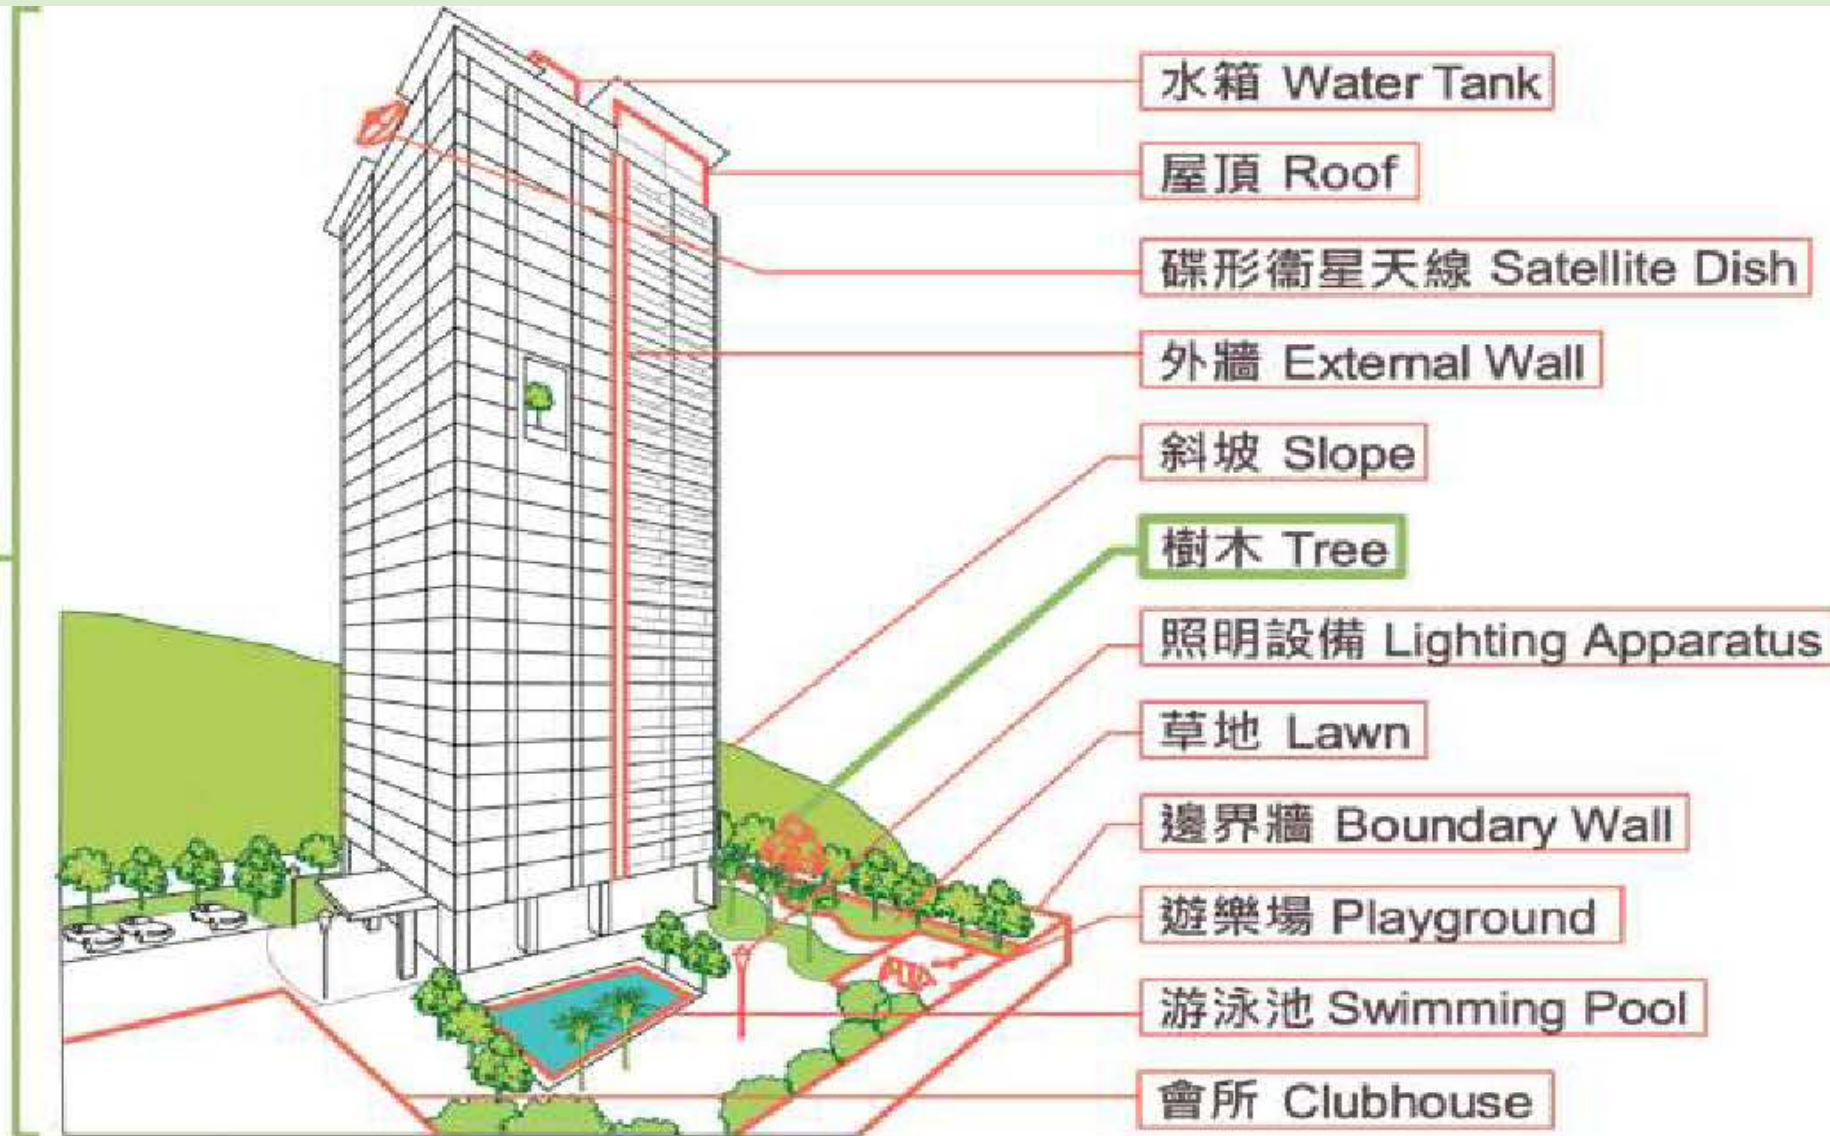 水箱 Water Tank
屋頂 Roof
碟形衞星天線 Satellite Dish
外牆 External Wall
斜坡 Slope
樹木 Tree
照明設備 Lighting Apparatus
草地 Lawn
邊界牆 Boundary Wall
遊樂場 Playground
游泳池 Swimming Pool
會所 Clubhouse